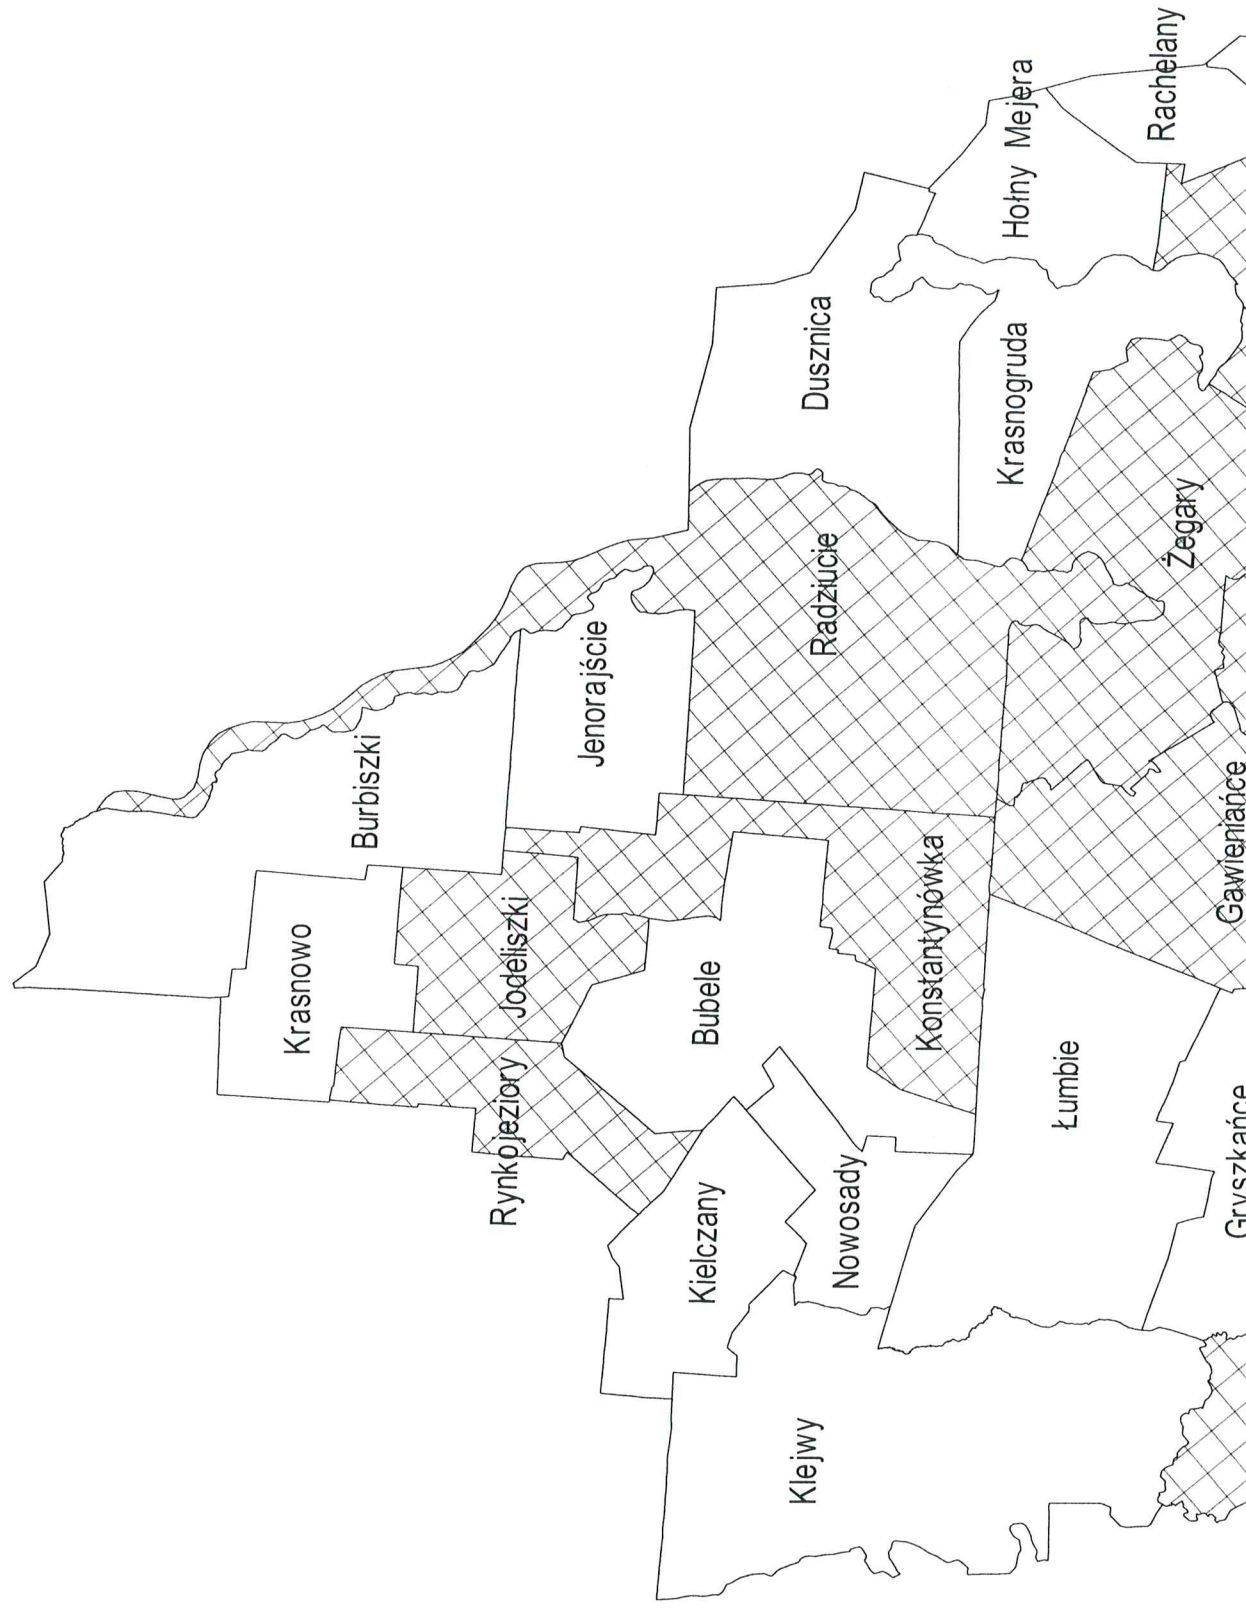 Krasnowo
Burbiszki
Rynkojeziory
Jodeliszki
Jenorajście
Kielczany
Bubele
Klejwy
Dusznica
Radziucie
Nowosady
Konstantynówka
Krasnogruda
Hołny Mejera
Łumbie
Rachelany
Żegary
Gawieniańce
Gryszkańce